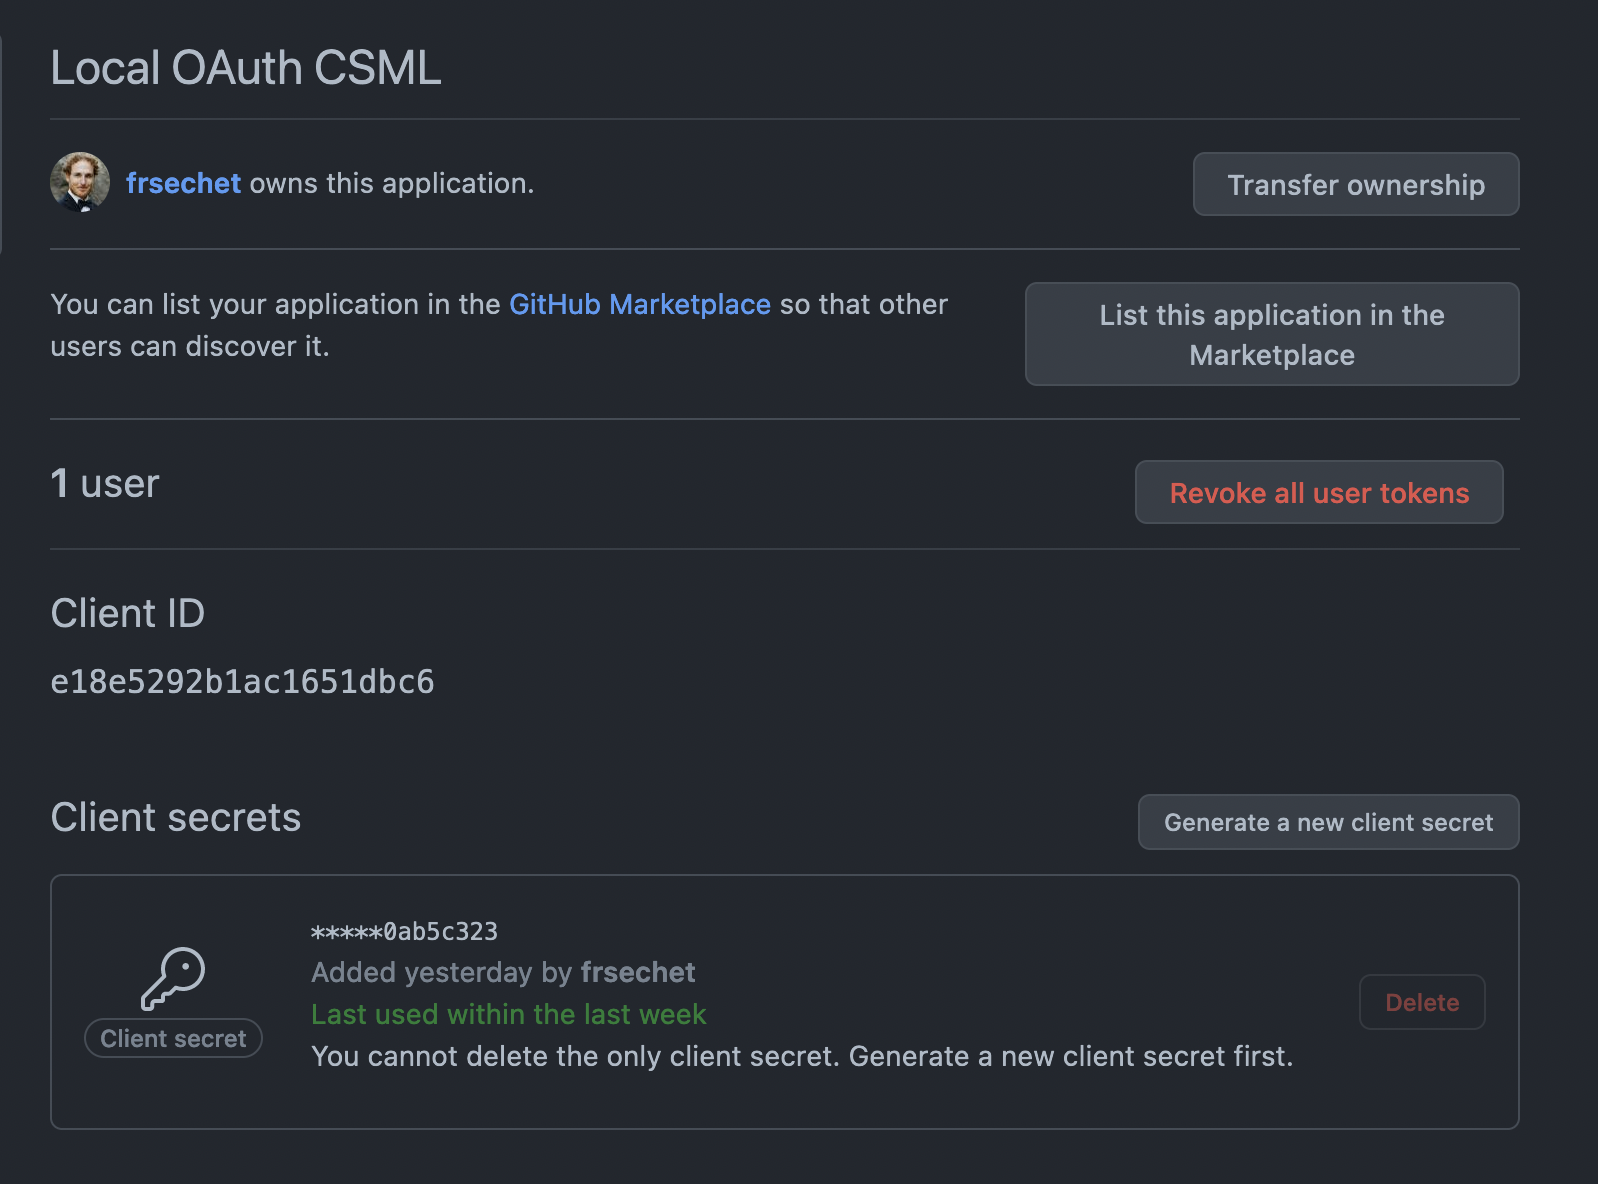 Local OAuth CSML
frsechet owns this application.
Transfer ownership
You can list your application in the GitHub Marketplace so that other
users can discover it.
List this application in the
Marketplace
1 user
Revoke all user tokens
Client ID
e18e5292b1ac1651dbc6
Client secrets
Generate a new client secret
*****0ab5c323
Added yesterday by frsechet
Last used within the last week
You cannot delete the only client secret. Generate a new client secret first.
Client secret
Delete